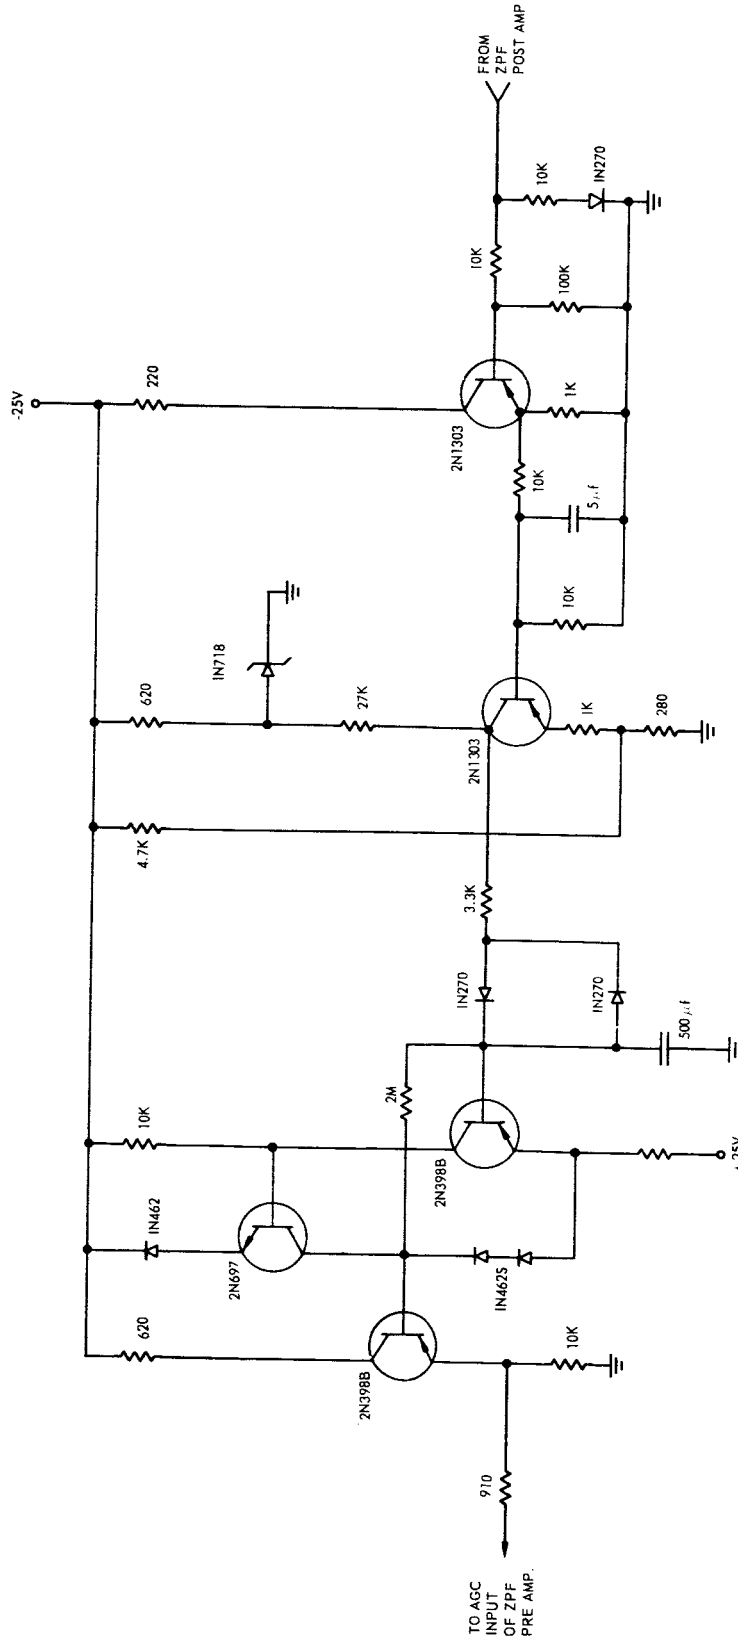 -25V
220
620
4.7K
10K
IN462
620
IN718
27K
2N1303
10K
10K
5μf
1K
100K
10K
IN270
FROM
ZPF
POST AMP
2N1303
10K
1K
280
3.3K
IN270
IN270
500μf
2M
2N697
2N398B
IN462S
2N398B
10K
910
TO AGC
INPUT
OF ZPF
PRE AMP.